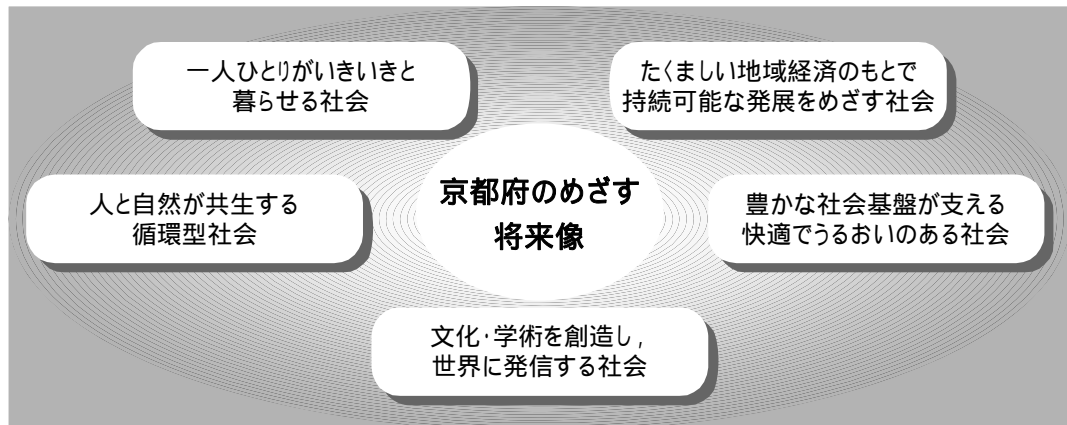 一人ひとりがいきいきと
暮らせる社会
たくましい地域経済のもとで
持続可能な発展をめざす社会
京都府のめざす
将来像
人と自然が共生する
循環型社会
豊かな社会基盤が支える
快適でうるおいのある社会
文化・学術を創造し，
世界に発信する社会